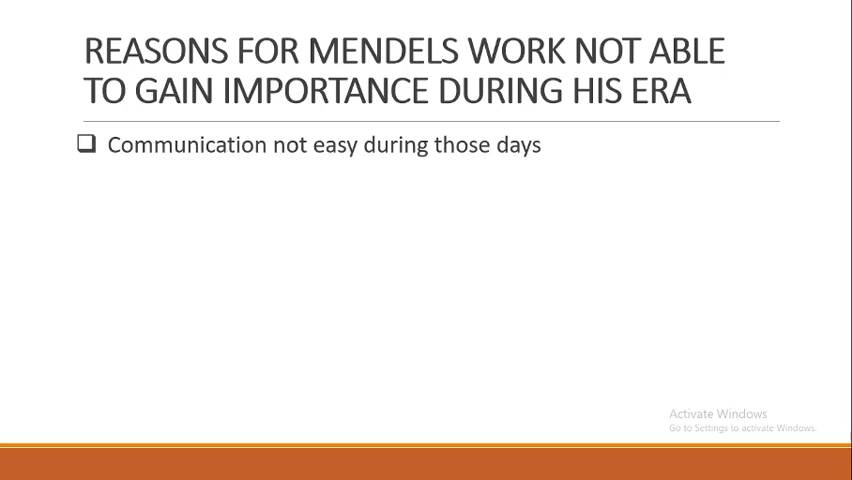 REASONS FOR MENDELS WORK NOT ABLE
TO GAIN IMPORTANCE DURING HIS ERA
Communication not easy during those days
Activate Windows
Go to Settings to activate Windows.